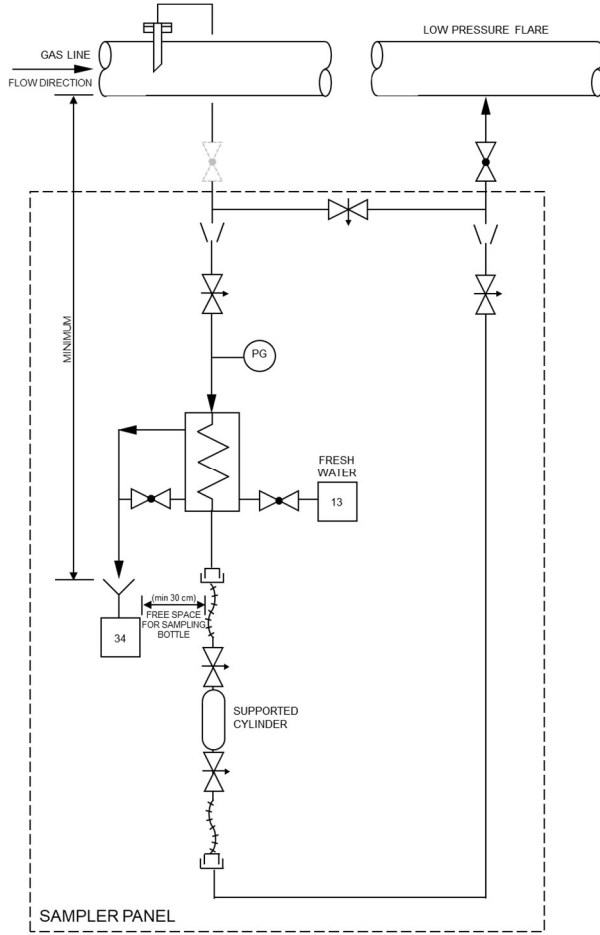 LOW PRESSURE FLARE
GAS LINE
FLOW DIRECTION
MINIMUM
PG
FRESH
WATER
13
(min 30 cm)
FREE SPACE
FOR SAMPLING
BOTTLE
34
SUPPORTED
CYLINDER
SAMPLER PANEL